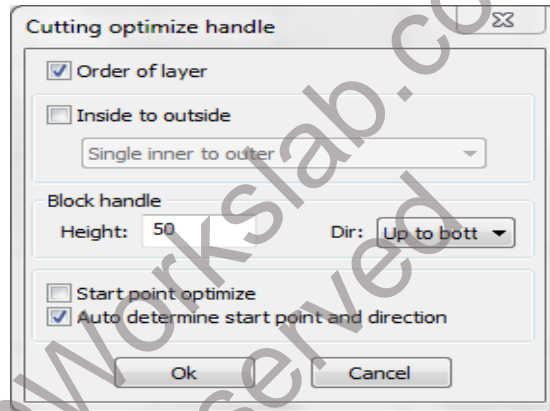 Cutting optimize handle
Order of layer
Inside to outside
Single inner to outer
Block handle
Height: 50 Dir: Up to bott
Start point optimize
Auto determine start point and direction
Ok Cancel